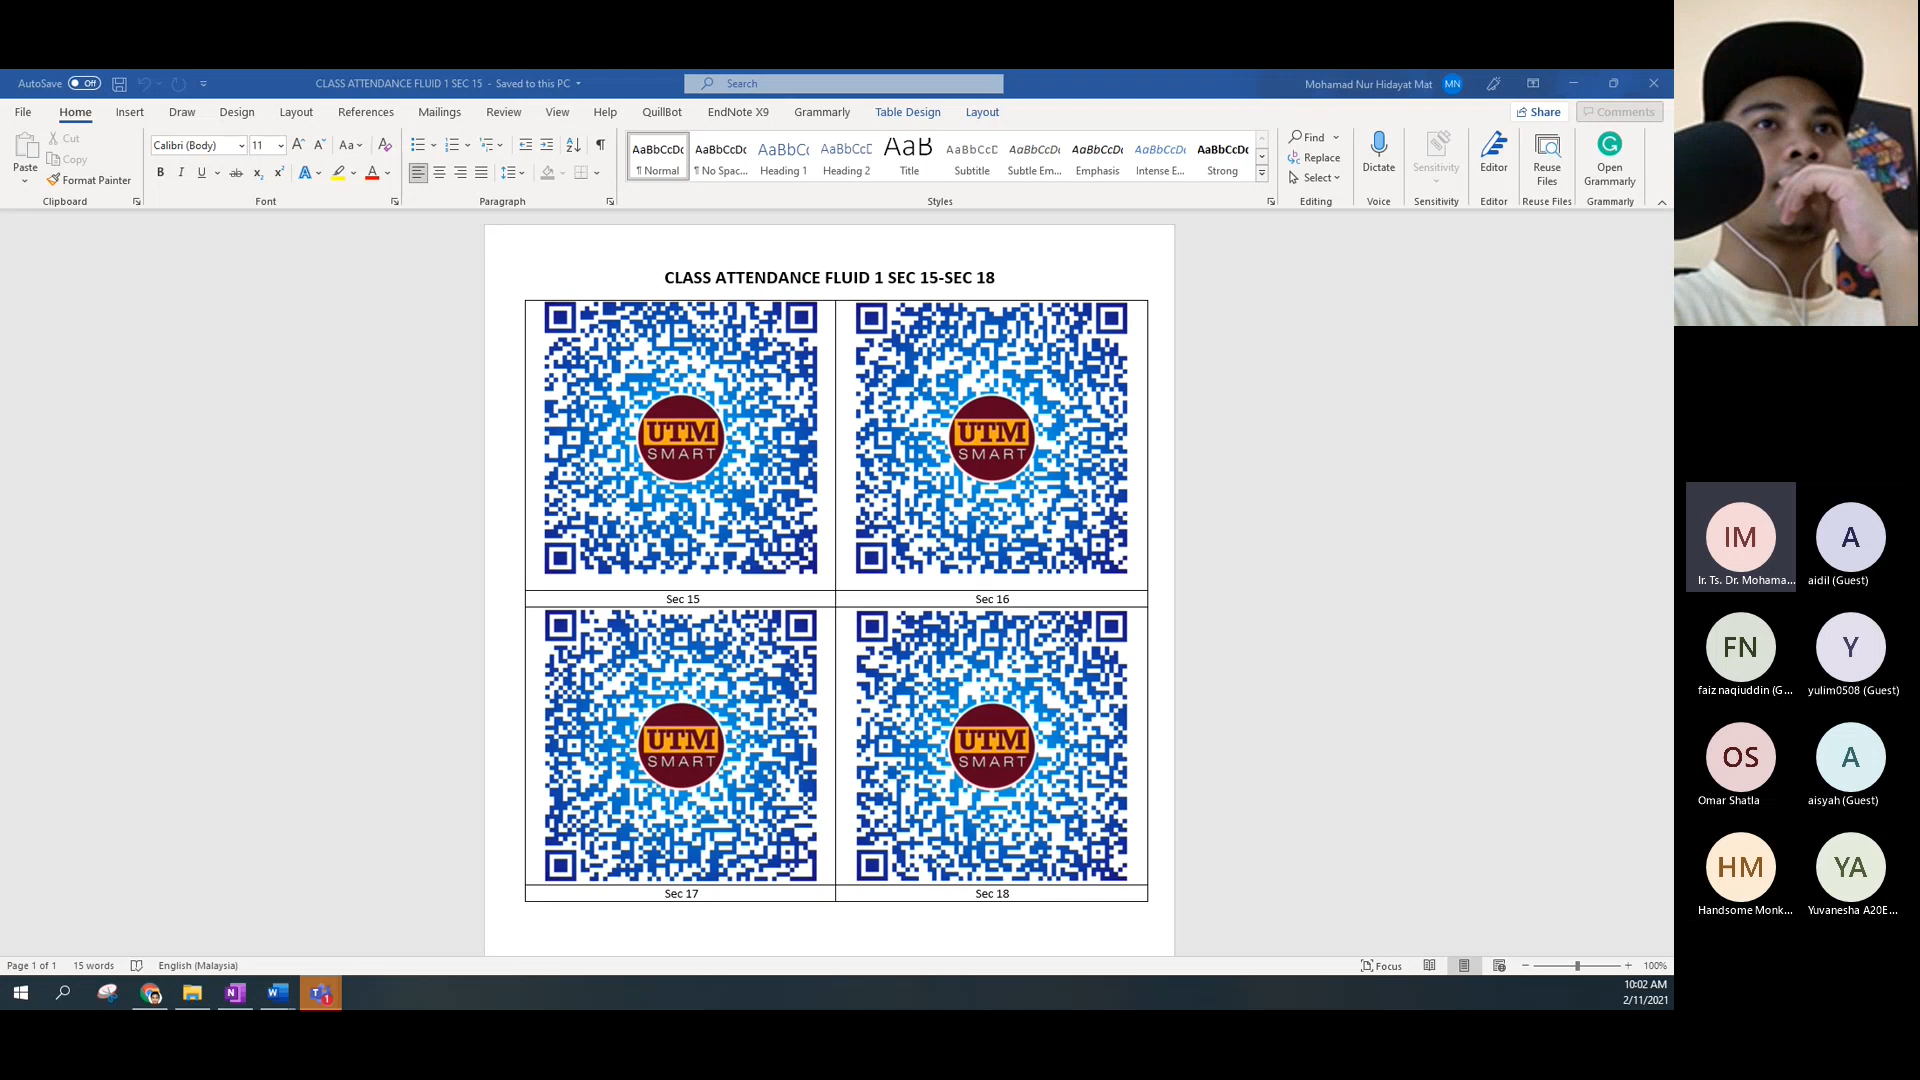 AutoSave Off
CLASS ATTENDANCE FLUID 1 SEC 15 - Saved to this PC
Search
Mohamad Nur Hidayat Mat MN
File Home Insert Draw Design Layout References Mailings Review View Help QuillBot EndNote X9 Grammarly Table Design Layout
Share Comments
Paste
Cut
Copy
Format Painter
Clipboard
Calibri (Body) 11
Font
Paragraph
AaBbCcDc ¶ Normal
AaBbCcDc ¶ No Spac...
AaBbCc Heading 1
AaBbCcC Heading 2
AaB Title
AaBbCcD Subtitle
AaBbCcDc Subtle Em...
AaBbCcDc Emphasis
AaBbCcDc Intense E...
AaBbCcDc Strong
Styles
Find
Replace
Select
Editing
Dictate
Voice
Sensitivity
Sensitivity
Editor
Editor
Reuse Files
Reuse Files
Open Grammarly
Grammarly
CLASS ATTENDANCE FLUID 1 SEC 15-SEC 18
UTM SMART
UTM SMART
Sec 15 Sec 16
UTM SMART
UTM SMART
Sec 17 Sec 18
IM
Ir. Ts. Dr. Mohama...
A
aidil (Guest)
FN
faiz naqiuddin (G...
Y
yulim0508 (Guest)
OS
Omar Shatla
A
aisyah (Guest)
HM
Handsome Monk...
YA
Yuvanesha A20E...
Page 1 of 1 15 words English (Malaysia)
Focus 100%
10:02 AM
2/11/2021